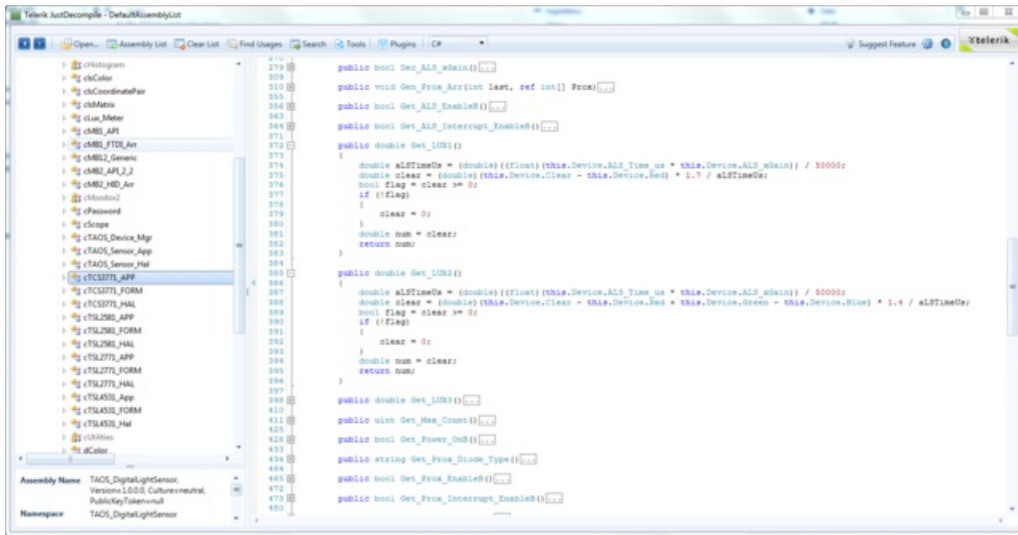 Telerik JustDecompile - DefaultAssemblyList
Open... Assembly List Clear List Find Usages Search Tools Plugins C# Suggest Feature telerik
cHistogram
clsColor
clsCoordinatePair
clsMatrix
cLux_Meter
cMB1_API
cMB1_FTDI_Arr
cMB12_Generic
cMB2_API_2_2
cMB2_HID_Arr
cMonitor2
cPassword
cScope
cTAOS_Device_Mgr
cTAOS_Sensor_App
cTAOS_Sensor_Hal
cTCS3771_APP
cTCS3771_FORM
cTCS3771_HAL
cTSL2581_APP
cTSL2581_FORM
cTSL2581_HAL
cTSL2771_APP
cTSL2771_FORM
cTSL2771_HAL
cTSL4531_App
cTSL4531_FORM
cTSL4531_Hal
cUtilities
dColor
Assembly Name TAOS_DigitalLightSensor,
Version=1.0.0.0, Culture=neutral,
PublicKeyToken=null
Namespace TAOS_DigitalLightSensor
279 public bool Dec_ALS_xGain()...
309
310 public void Gen_Prox_Arr(int last, ref int[] Prox)...
355
356 public bool Get_ALS_EnableB()...
363
364 public bool Get_ALS_Interrupt_EnableB()...
371
372 public double Get_LUX1()
373 {
374 double aLSTimeUs = (double)((float)(this.Device.ALS_Time_us * this.Device.ALS_xGain)) / 50000;
375 double clear = (double)(this.Device.Clear - this.Device.Red) * 1.7 / aLSTimeUs;
376 bool flag = clear >= 0;
377 if (!flag)
378 {
379 clear = 0;
380 }
381 double num = clear;
382 return num;
383 }
384
385 public double Get_LUX2()
386 {
387 double aLSTimeUs = (double)((float)(this.Device.ALS_Time_us * this.Device.ALS_xGain)) / 50000;
388 double clear = (double)(this.Device.Clear - this.Device.Red + this.Device.Green - this.Device.Blue) * 1.4 / aLSTimeUs;
389 bool flag = clear >= 0;
390 if (!flag)
391 {
392 clear = 0;
393 }
394 double num = clear;
395 return num;
396 }
397
398 public double Get_LUX3()...
410
411 public uint Get_Max_Count()...
425
426 public bool Get_Power_OnB()...
433
434 public string Get_Prox_Diode_Type()...
464
465 public bool Get_Prox_EnableB()...
472
473 public bool Get_Prox_Interrupt_EnableB()...
480